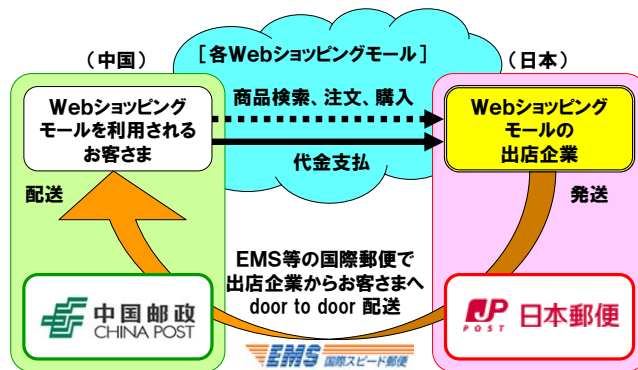 （中国）
［各Webショッピングモール］
（日本）
Webショッピング
モールを利用される
お客さま
商品検索、注文、購入
代金支払
Webショッピング
モールの
出店企業
配送
発送
EMS等の国際郵便で
出店企業からお客さまへ
door to door 配送
中国邮政
CHINA POST
JP
POST
日本郵便
EMS 国際スピード郵便